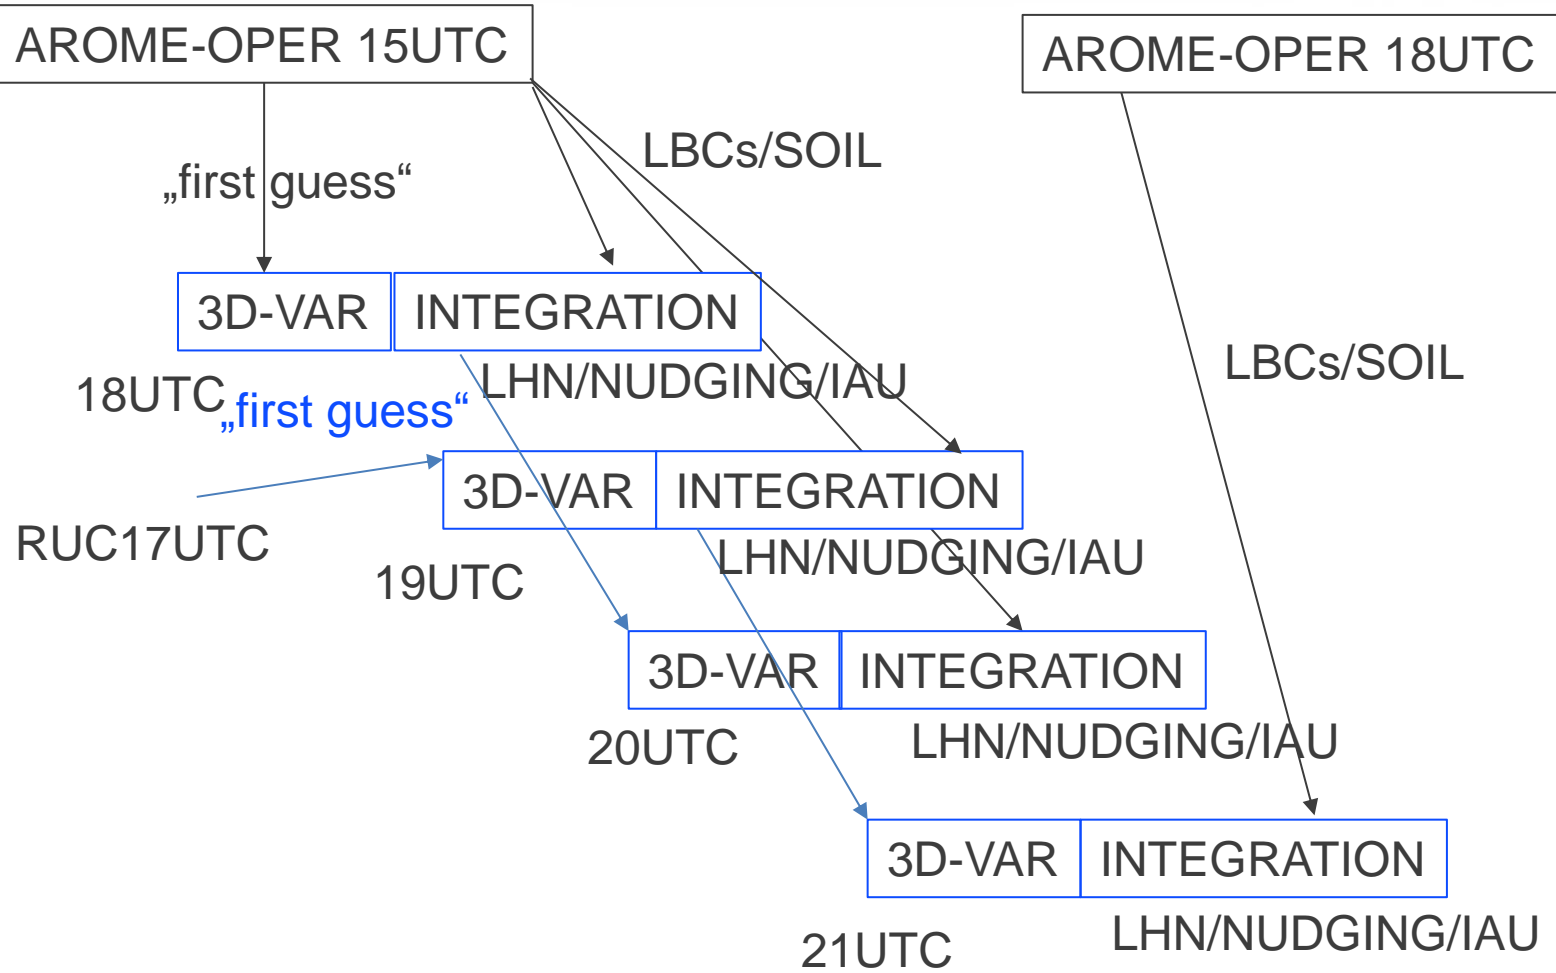 AROME-OPER 15UTC
AROME-OPER 18UTC
LBCs/SOIL
„first guess“
3D-VAR
INTEGRATION
LBCs/SOIL
18UTC
LHN/NUDGING/IAU
„first guess“
3D-VAR
INTEGRATION
RUC17UTC
LHN/NUDGING/IAU
19UTC
3D-VAR
INTEGRATION
20UTC
LHN/NUDGING/IAU
3D-VAR
INTEGRATION
21UTC
LHN/NUDGING/IAU